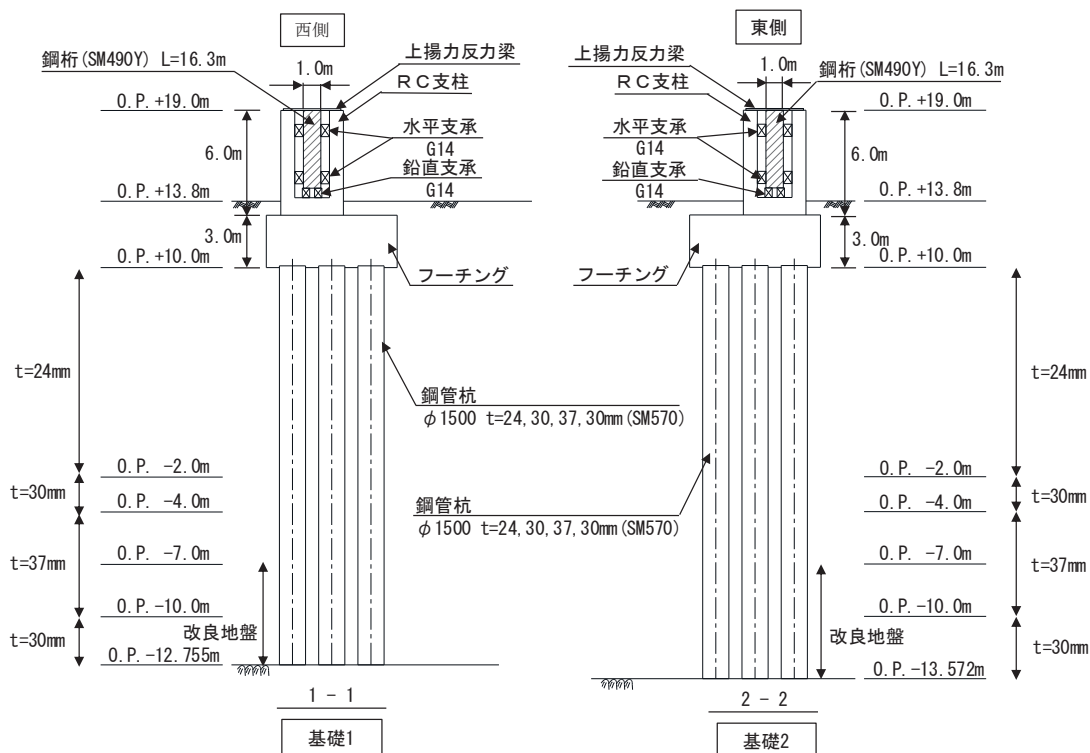 西側
鋼桁(SM490Y) L=16.3m
1.0m
上揚力反力梁
RC支柱
O.P.+19.0m
水平支承
G14
6.0m
鉛直支承
G14
O.P.+13.8m
3.0m
O.P.+10.0m
フーチング
t=24mm
鋼管杭
φ1500 t=24,30,37,30mm(SM570)
O.P. -2.0m
t=30mm
O.P. -4.0m
t=37mm
O.P. -7.0m
O.P.-10.0m
改良地盤
t=30mm
O.P.-12.755m
1 - 1
基礎1
東側
上揚力反力梁
1.0m
鋼桁(SM490Y) L=16.3m
RC支柱
O.P.+19.0m
水平支承
G14
6.0m
鉛直支承
G14
O.P.+13.8m
3.0m
O.P.+10.0m
フーチング
t=24mm
鋼管杭
φ1500 t=24,30,37,30mm(SM570)
O.P. -2.0m
t=30mm
O.P. -4.0m
t=37mm
O.P. -7.0m
O.P.-10.0m
改良地盤
t=30mm
O.P.-13.572m
2 - 2
基礎2